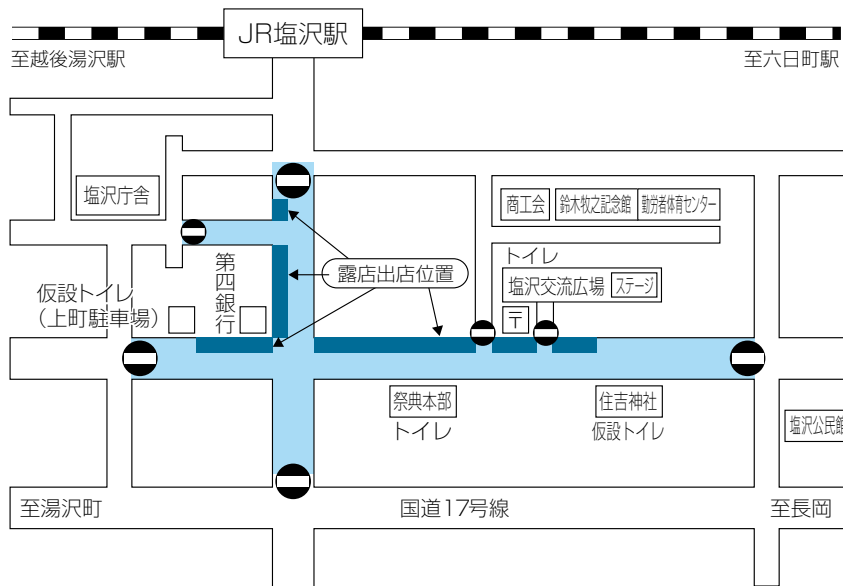 JR塩沢駅
至越後湯沢駅
至六日町駅
塩沢庁舎
商工会
鈴木牧之記念館
勤労者体育センター
トイレ
塩沢交流広場
ステージ
〒
露店出店位置
第四銀行
仮設トイレ
（上町駐車場）
祭典本部
トイレ
住吉神社
仮設トイレ
塩沢公民館
至湯沢町
国道17号線
至長岡